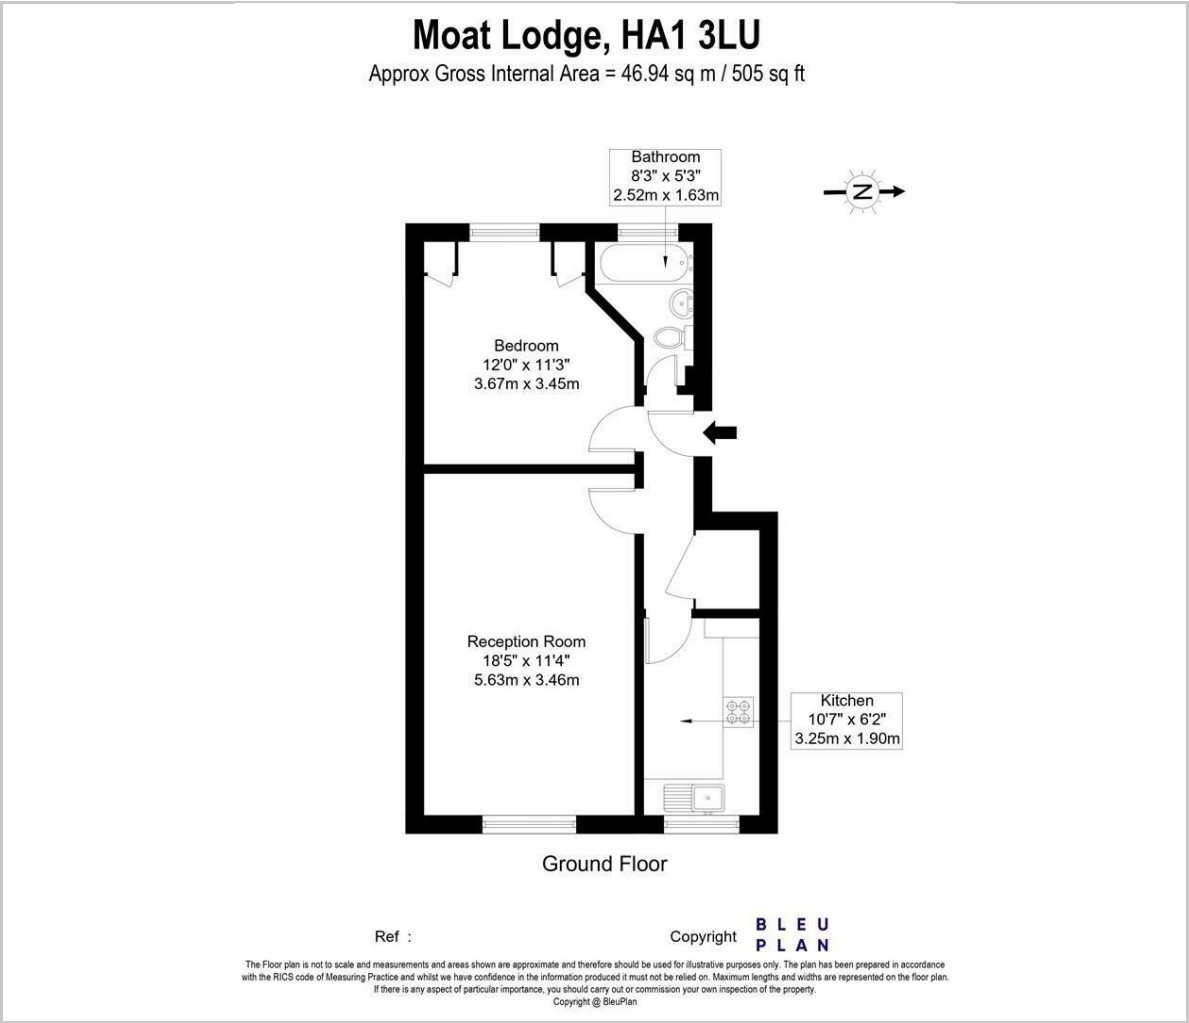 Moat Lodge, HA1 3LU
Approx Gross Internal Area = 46.94 sq m / 505 sq ft
Bathroom
8'3" x 5'3"
2.52m x 1.63m
N
Bedroom
12'0" x 11'3"
3.67m x 3.45m
Reception Room
18'5" x 11'4"
5.63m x 3.46m
Kitchen
10'7" x 6'2"
3.25m x 1.90m
Ground Floor
Ref :
Copyright
BLEU
PLAN
The Floor plan is not to scale and measurements and areas shown are approximate and therefore should be used for illustrative purposes only. The plan has been prepared in accordance
with the RICS code of Measuring Practice and whilst we have confidence in the information produced it must not be relied on. Maximum lengths and widths are represented on the floor plan.
If there is any aspect of particular importance, you should carry out or commission your own inspection of the property.
Copyright @ BleuPlan